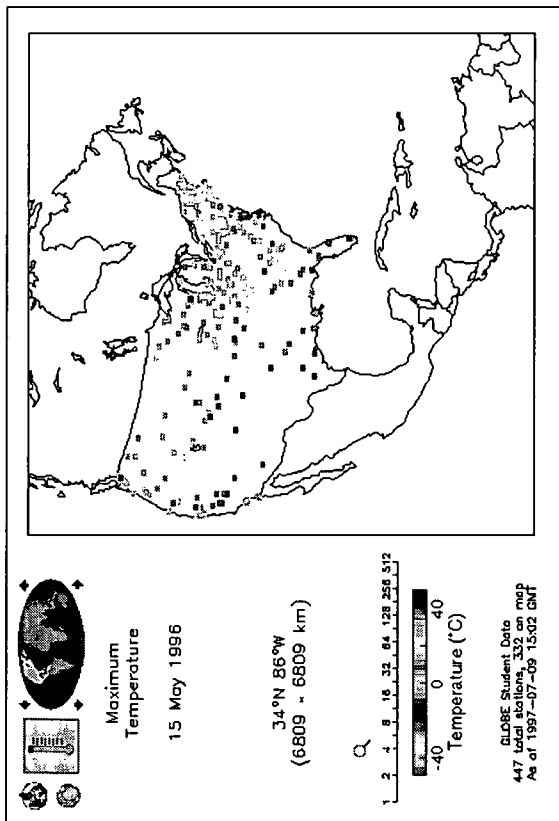 Maximum
Temperature
15 May 1996
34°N 86°W
(6809 × 6809 km)
1 2 4 8 16 32 64 128 256 512
-40 0 40
Temperature (°C)
GLOBE Student Data
447 total stations, 332 on map
As of 1997-07-09 15:02 GMT